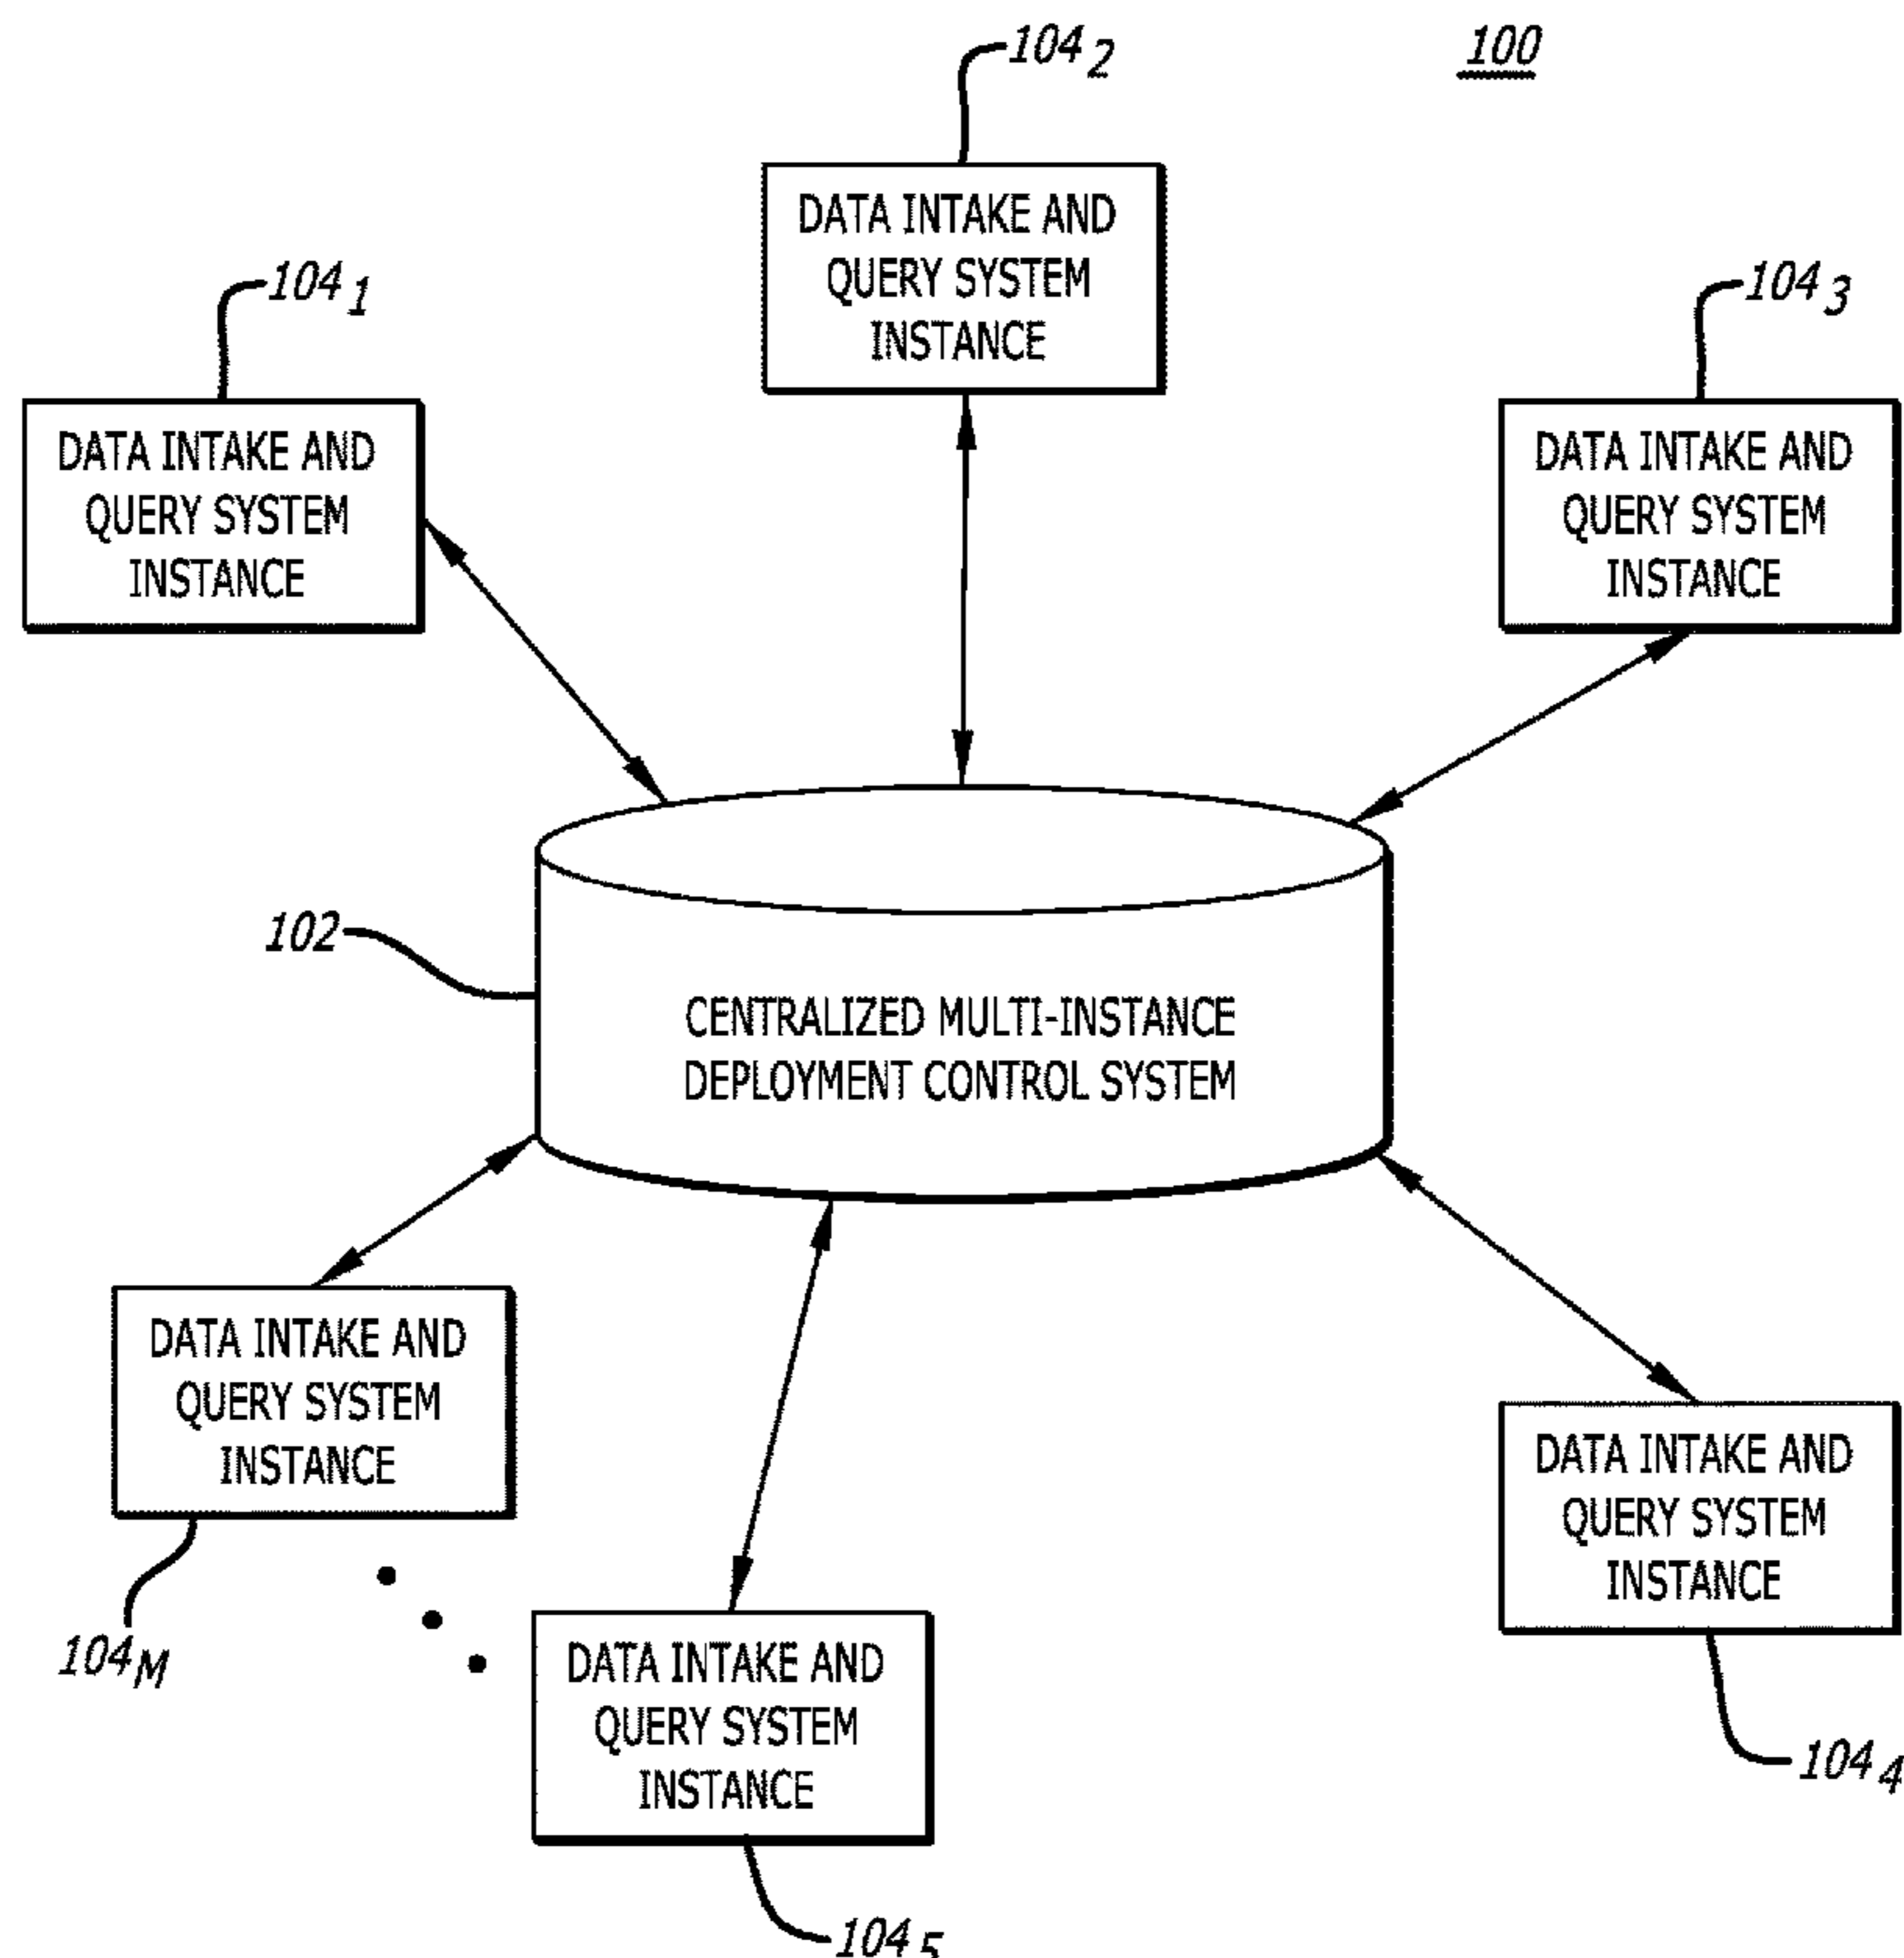 100
104 2
DATA INTAKE AND
QUERY SYSTEM
INSTANCE
104 1
DATA INTAKE AND
QUERY SYSTEM
INSTANCE
104 3
DATA INTAKE AND
QUERY SYSTEM
INSTANCE
102
CENTRALIZED MULTI-INSTANCE
DEPLOYMENT CONTROL SYSTEM
DATA INTAKE AND
QUERY SYSTEM
INSTANCE
104 M
DATA INTAKE AND
QUERY SYSTEM
INSTANCE
104 4
DATA INTAKE AND
QUERY SYSTEM
INSTANCE
104 5